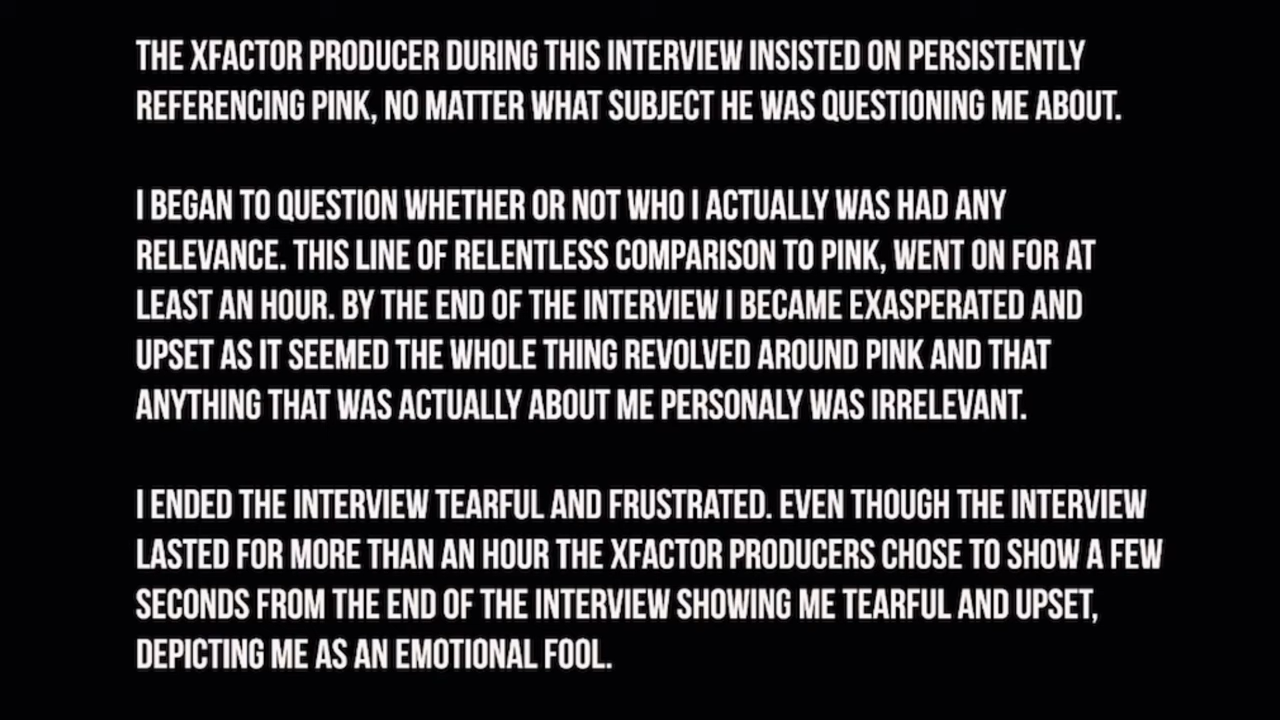 THE XFACTOR PRODUCER DURING THIS INTERVIEW INSISTED ON PERSISTENTLY
REFERENCING PINK, NO MATTER WHAT SUBJECT HE WAS QUESTIONING ME ABOUT.
I BEGAN TO QUESTION WHETHER OR NOT WHO I ACTUALLY WAS HAD ANY
RELEVANCE. THIS LINE OF RELENTLESS COMPARISON TO PINK, WENT ON FOR AT
LEAST AN HOUR. BY THE END OF THE INTERVIEW I BECAME EXASPERATED AND
UPSET AS IT SEEMED THE WHOLE THING REVOLVED AROUND PINK AND THAT
ANYTHING THAT WAS ACTUALLY ABOUT ME PERSONALY WAS IRRELEVANT.
I ENDED THE INTERVIEW TEARFUL AND FRUSTRATED. EVEN THOUGH THE INTERVIEW
LASTED FOR MORE THAN AN HOUR THE XFACTOR PRODUCERS CHOSE TO SHOW A FEW
SECONDS FROM THE END OF THE INTERVIEW SHOWING ME TEARFUL AND UPSET,
DEPICTING ME AS AN EMOTIONAL FOOL.